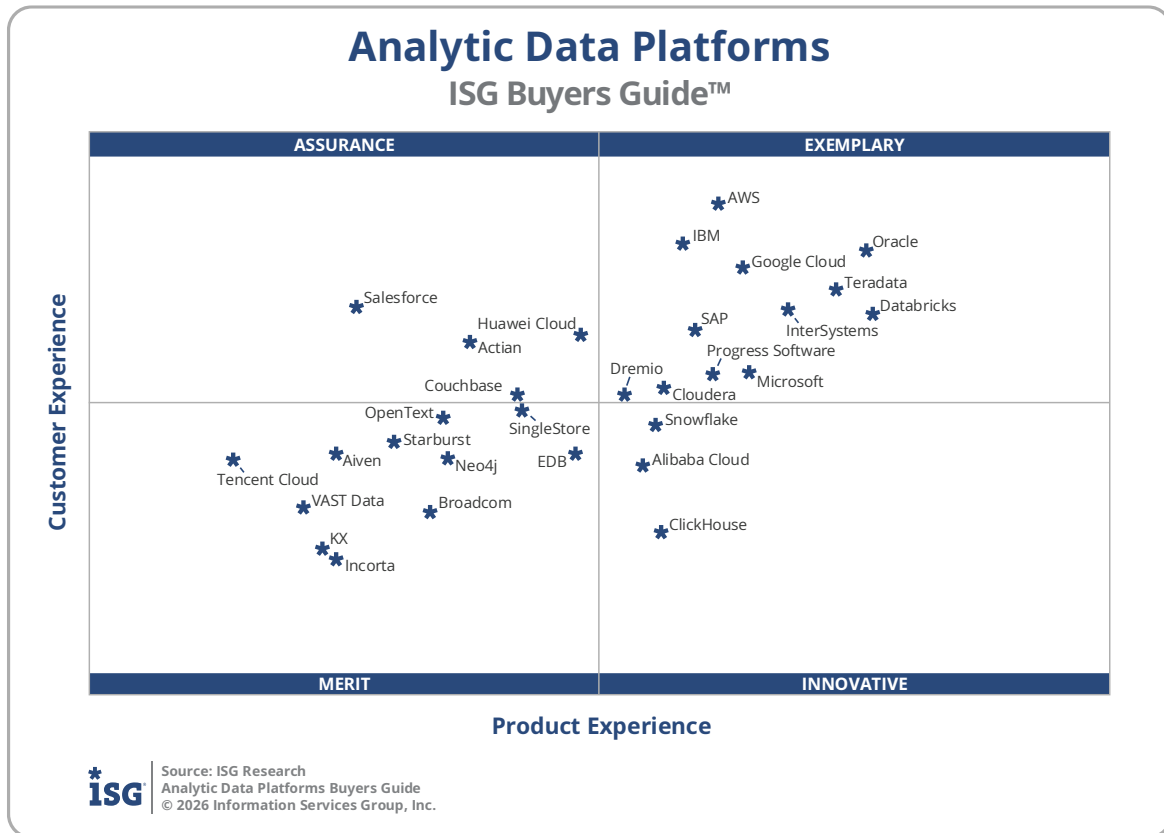 Analytic Data Platforms
ISG Buyers Guide™
ASSURANCE
EXEMPLARY
AWS
IBM
Oracle
Google Cloud
Teradata
Salesforce
Databricks
Huawei Cloud
SAP
InterSystems
Actian
Progress Software
Dremio
Microsoft
Couchbase
Cloudera
OpenText
Snowflake
SingleStore
Starburst
Aiven
Neo4j
EDB
Alibaba Cloud
Tencent Cloud
VAST Data
Broadcom
ClickHouse
KX
Incorta
Customer Experience
MERIT
INNOVATIVE
Product Experience
iSG
Source: ISG Research
Analytic Data Platforms Buyers Guide
© 2026 Information Services Group, Inc.